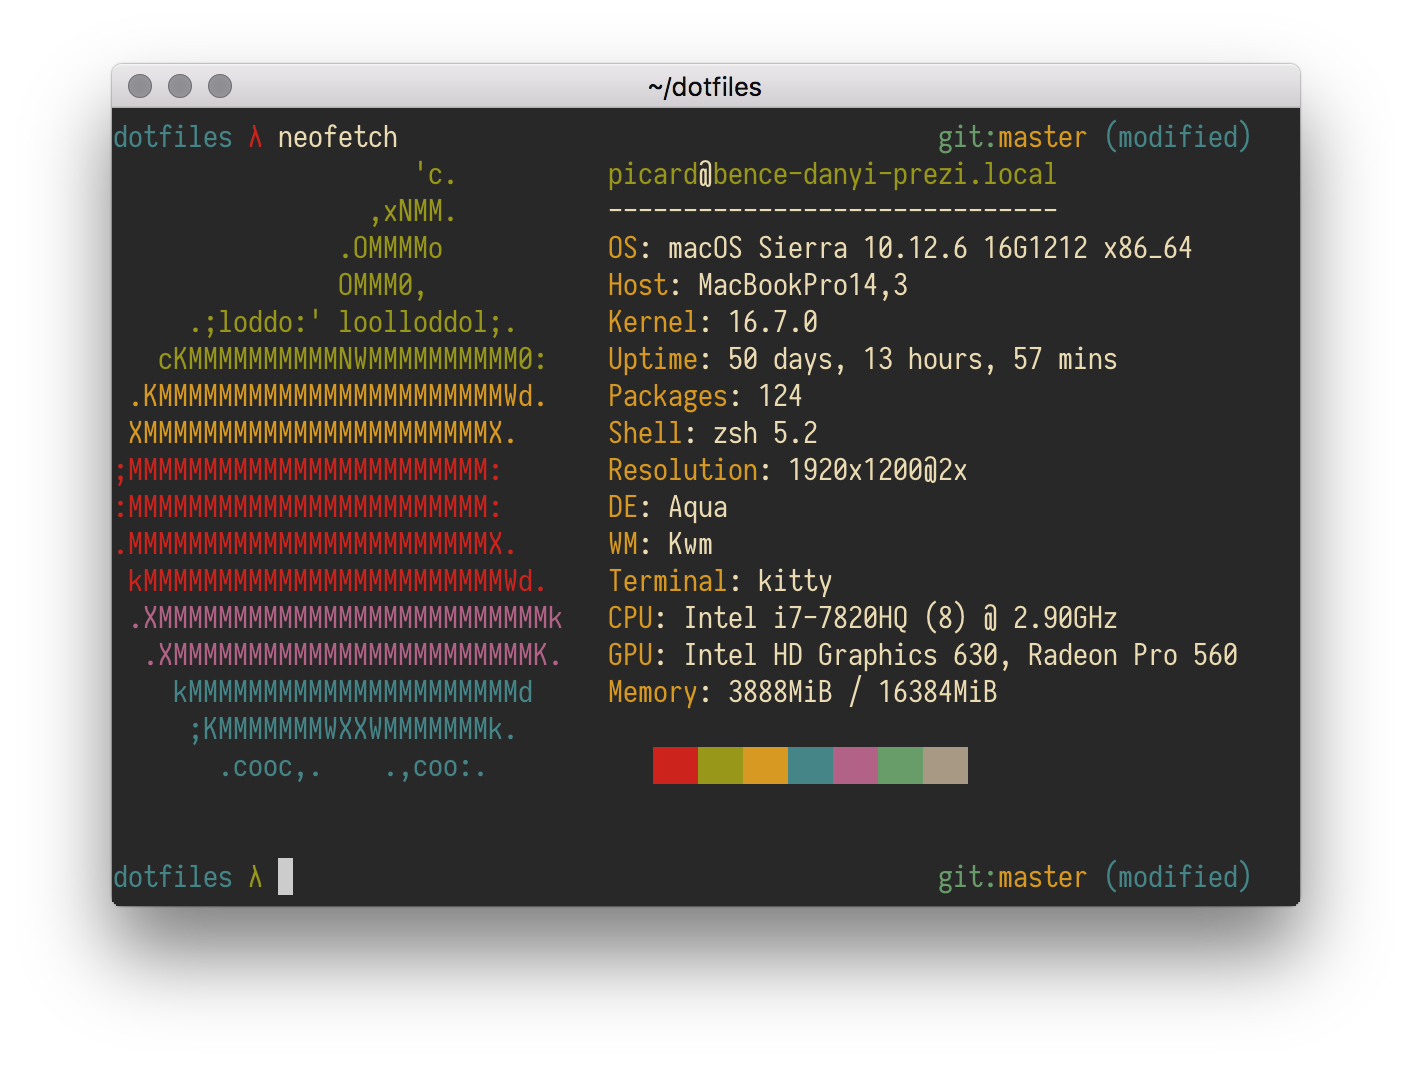 ~/dotfiles
dotfiles λ neofetch git:master (modified)
'c. picard@bence-danyi-prezi.local
,xNMM. ------------------------------
.OMMMMo OS: macOS Sierra 10.12.6 16G1212 x86_64
OMMM0, Host: MacBookPro14,3
.;loddo:' loolloddol;. Kernel: 16.7.0
cKMMMMMMMMMMNWMMMMMMMMMM0: Uptime: 50 days, 13 hours, 57 mins
.KMMMMMMMMMMMMMMMMMMMMMMMWd. Packages: 124
XMMMMMMMMMMMMMMMMMMMMMMMX. Shell: zsh 5.2
;MMMMMMMMMMMMMMMMMMMMMMMM: Resolution: 1920x1200@2x
:MMMMMMMMMMMMMMMMMMMMMMMM: DE: Aqua
.MMMMMMMMMMMMMMMMMMMMMMMMX. WM: Kwm
kMMMMMMMMMMMMMMMMMMMMMMMMWd. Terminal: kitty
.XMMMMMMMMMMMMMMMMMMMMMMMMMMk CPU: Intel i7-7820HQ (8) @ 2.90GHz
.XMMMMMMMMMMMMMMMMMMMMMMMMK. GPU: Intel HD Graphics 630, Radeon Pro 560
kMMMMMMMMMMMMMMMMMMMMMMd Memory: 3888MiB / 16384MiB
;KMMMMMMMWXXWMMMMMMMk.
.cooc,. .,coo:.
dotfiles λ git:master (modified)